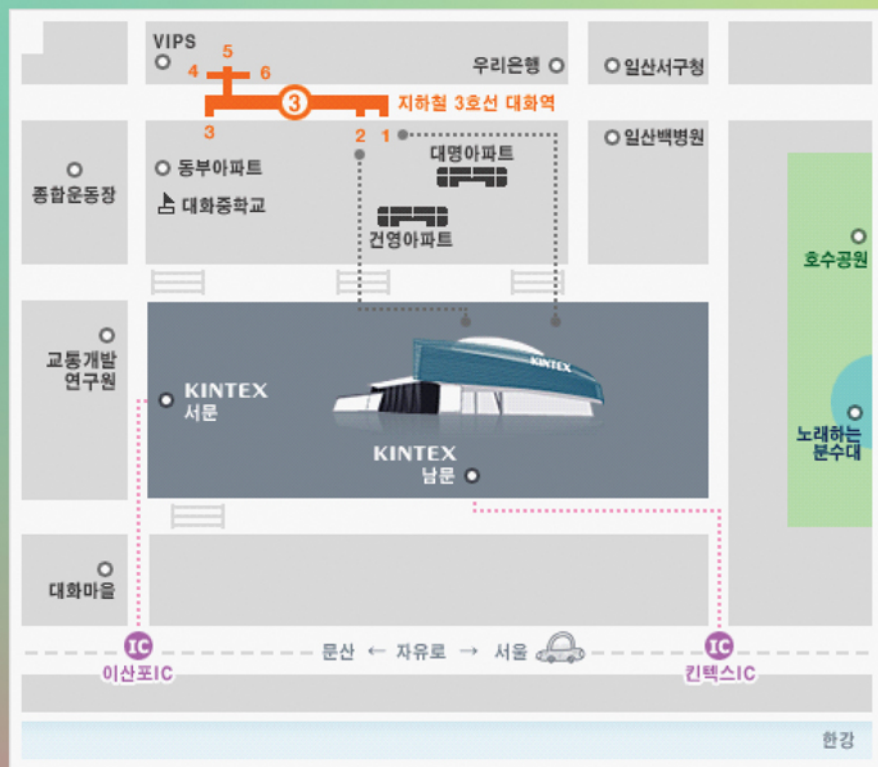 VIPS
5
4
6
우리은행
일산서구청
3
지하철 3호선 대화역
3
2
1
일산백병원
대명아파트
동부아파트
종합운동장
대화중학교
건영아파트
호수공원
교통개발
연구원
KINTEX
KINTEX
서문
노래하는
분수대
KINTEX
남문
대화마을
IC
문산 ← 자유로 → 서울
IC
이산포IC
킨텍스IC
한강